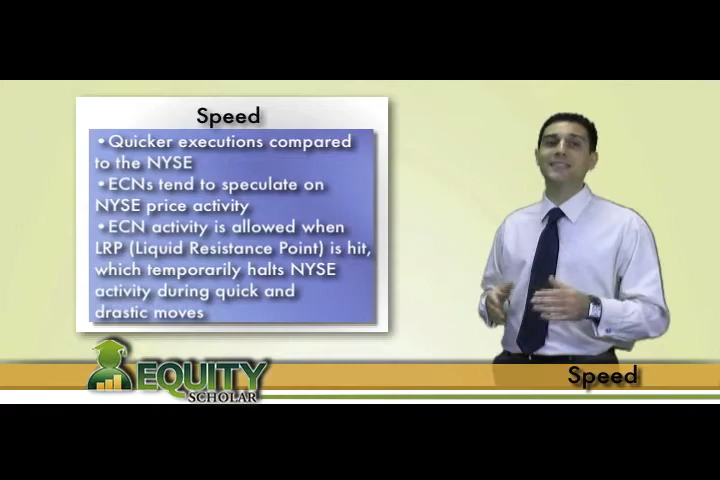 Speed
•Quicker executions compared
to the NYSE
•ECNs tend to speculate on
NYSE price activity
•ECN activity is allowed when
LRP (Liquid Resistance Point) is hit,
which temporarily halts NYSE
activity during quick and
drastic moves
EQUITY
SCHOLAR
Speed